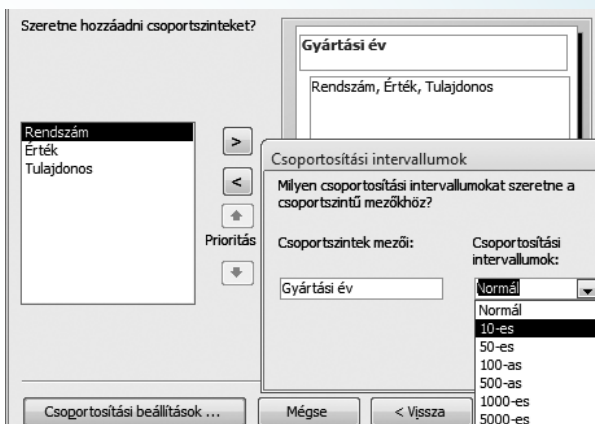 Szeretne hozzáadni csoportszinteket?
Gyártási év
Rendszám, Érték, Tulajdonos
Rendszám
Érték
Tulajdonos
>
<
Prioritás
Csoportosítási intervallumok
Milyen csoportosítási intervallumokat szeretne a
csoportszintű mezőkhöz?
Csoportszintek mezői:
Csoportosítási
intervallumok:
Gyártási év
Normál
Normál
10-es
50-es
100-as
500-as
1000-es
5000-es
Csoportosítási beállítások ...
Mégse
< Vissza